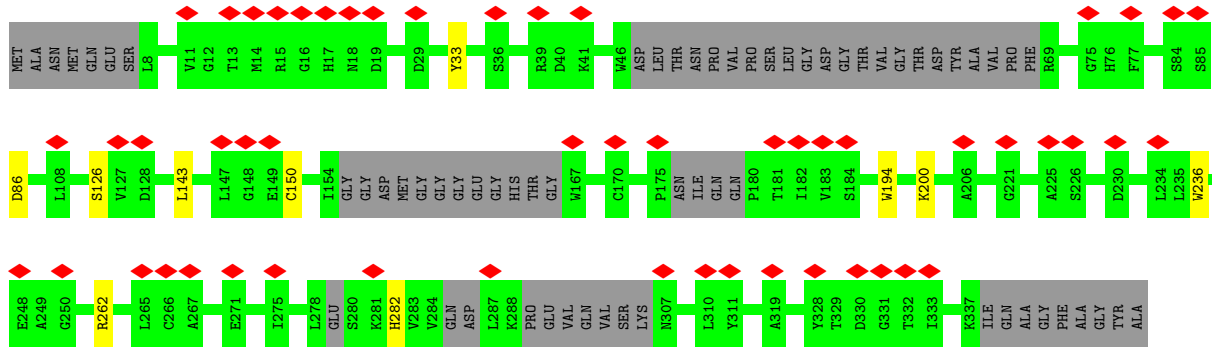 MET ALA ASN MET GLN GLU SER L8 V11 G12 T13 M14 R15 G16 H17 N18 D19 D29 Y33 S36 R39 D40 K41 W46 ASP LEU THR ASN PRO VAL PRO SER LEU GLY ASP GLY THR VAL GLY THR ASP TYR ALA VAL PRO PHE R69 G75 H76 F77 S84 S85
D86 L108 S126 V127 D128 L143 L147 G148 E149 C150 I154 GLY GLY ASP MET GLY GLY GLY GLU GLY HIS THR GLY W167 C170 P175 ASN ILE GLN GLN P180 T181 I182 V183 S184 W194 K200 A206 G221 A225 S226 D230 L234 L235 W236
E248 A249 G250 R262 L265 C266 A267 E271 I275 L278 GLU S280 K281 H282 V283 V284 GLN ASP L287 K288 PRO GLU VAL GLN VAL SER LYS N307 L310 Y311 A319 Y328 T329 D330 G331 T332 I333 K337 ILE GLN ALA GLY PHE ALA GLY TYR ALA